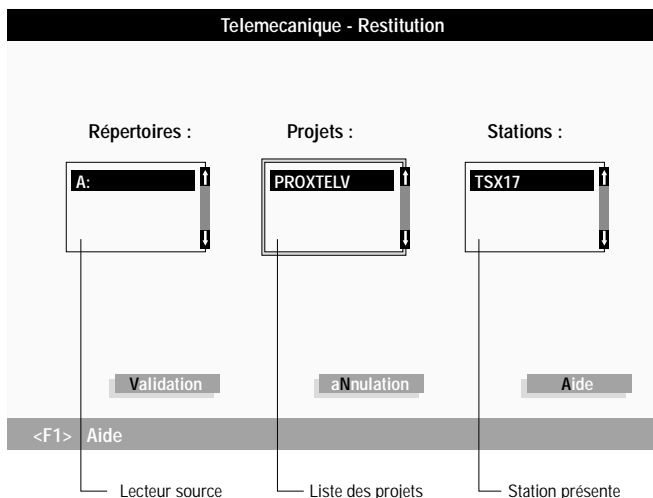 Telemecanique - Restitution
Répertoires : Projets : Stations :
A: PROXTELV TSX17
Validation aNnulation Aide
<F1> Aide
Lecteur source Liste des projets Station présente